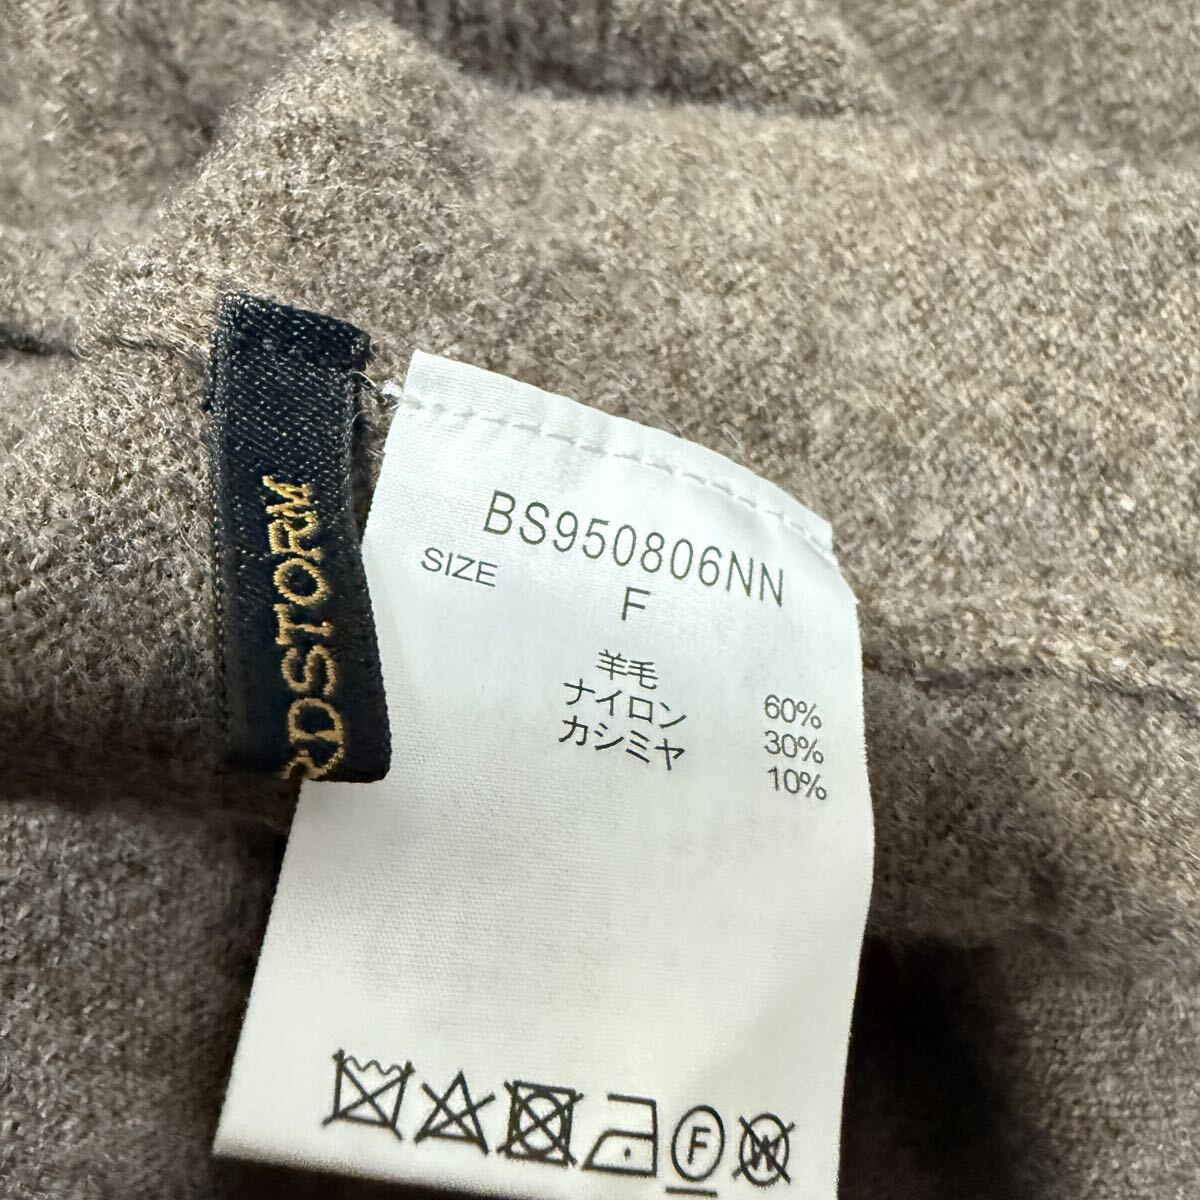 RDSTORM
BS950806NN
SIZE F
羊毛 60%
ナイロン 30%
カシミヤ 10%
F W